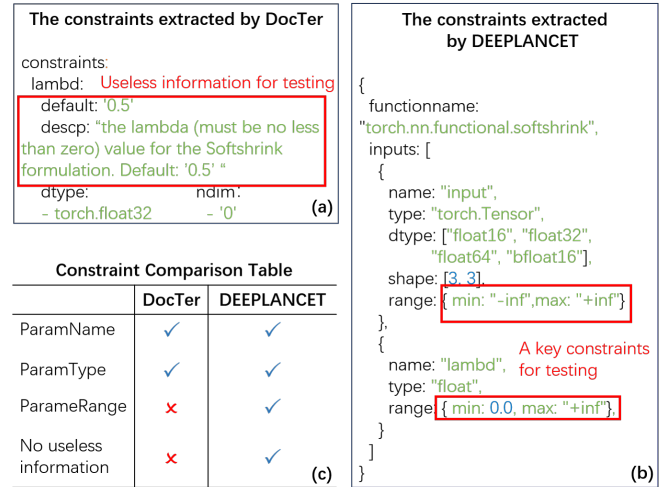 The constraints extracted by DocTer
constraints:
lambd: Useless information for testing
default: '0.5'
descp: “the lambda (must be no less
than zero) value for the Softshrink
formulation. Default: '0.5' “
dtype: ndim:
- torch.float32 - '0'
(a)
Constraint Comparison Table
DocTer DEEPLANCET
ParamName ✓ ✓
ParamType ✓ ✓
ParameRange ✗ ✓
No useless
information ✗ ✓
(c)
The constraints extracted
by DEEPLANCET
{
functionname:
"torch.nn.functional.softshrink",
inputs: [
{
name: "input",
type: "torch.Tensor",
dtype: ["float16", "float32",
"float64", "bfloat16"],
shape: [3, 3],
range: { min: "-inf",max: "+inf"}
},
{
A key constraints
for testing
name: "lambd",
type: "float",
range: { min: 0.0, max: "+inf"},
}
]
}
(b)